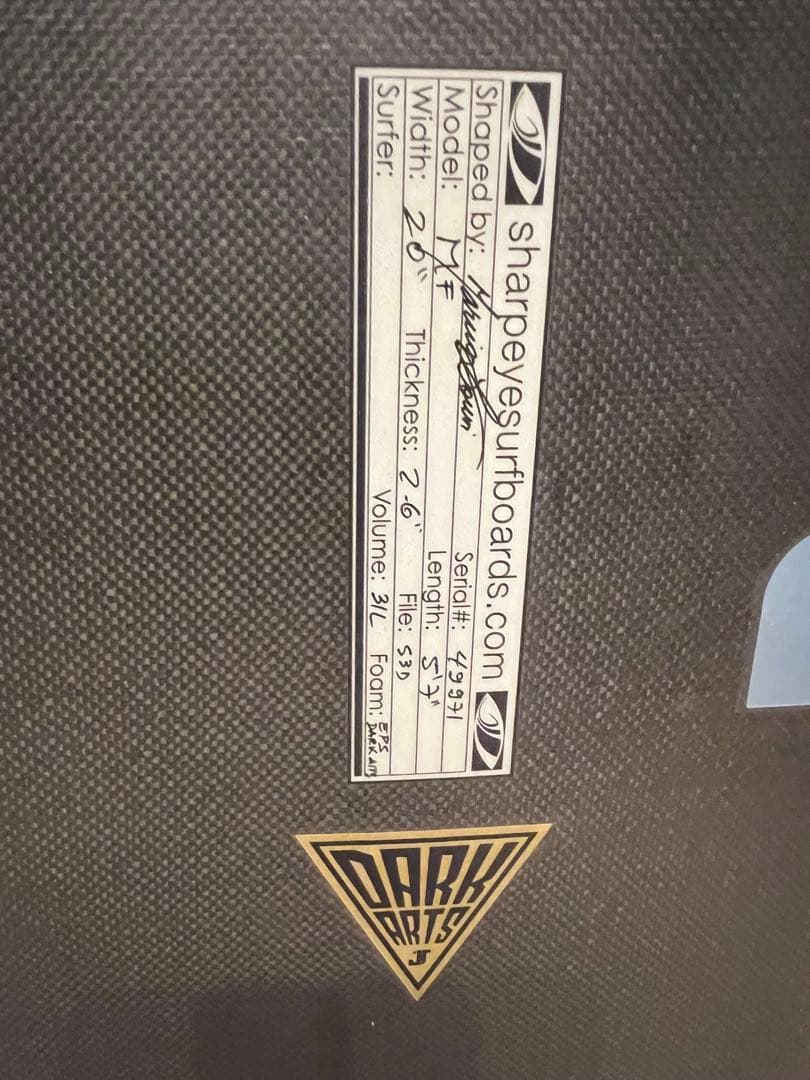 sharpeyesurfboards.com
Shaped by: Serial#: 49971
Model: MF Length: 5'7"
Width: 20" Thickness: 2.6" File: S3D
Surfer: Volume: 31L Foam: EPS
DARK ARTS
DARK
ARTS